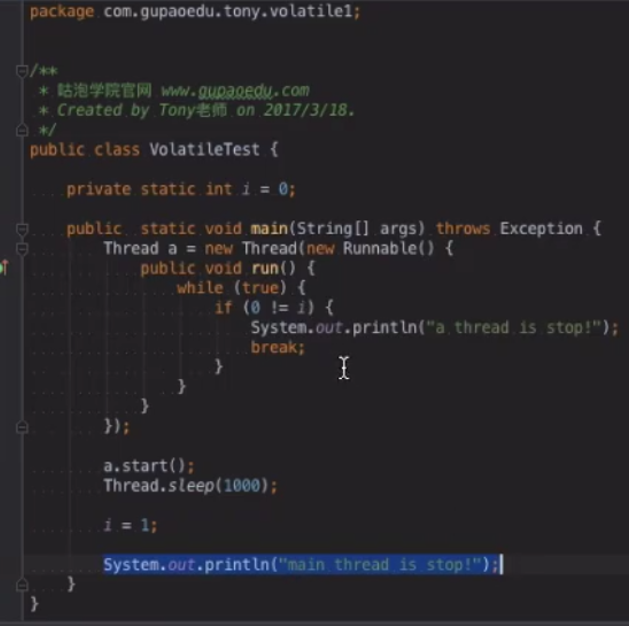 package com.gupaoedu.tony.volatile1;
/**
 * 咕泡学院官网 www.gupaoedu.com
 * Created by Tony老师 on 2017/3/18.
 */
public class VolatileTest {
    private static int i = 0;
    public  static void main(String[] args) throws Exception {
        Thread a = new Thread(new Runnable() {
            public void run() {
                while (true) {
                    if (0 != i) {
                        System.out.println("a thread is stop!");
                        break;
                    }
                }
            }
        });
        a.start();
        Thread.sleep(1000);
        i = 1;
        System.out.println("main thread is stop!");
    }
}